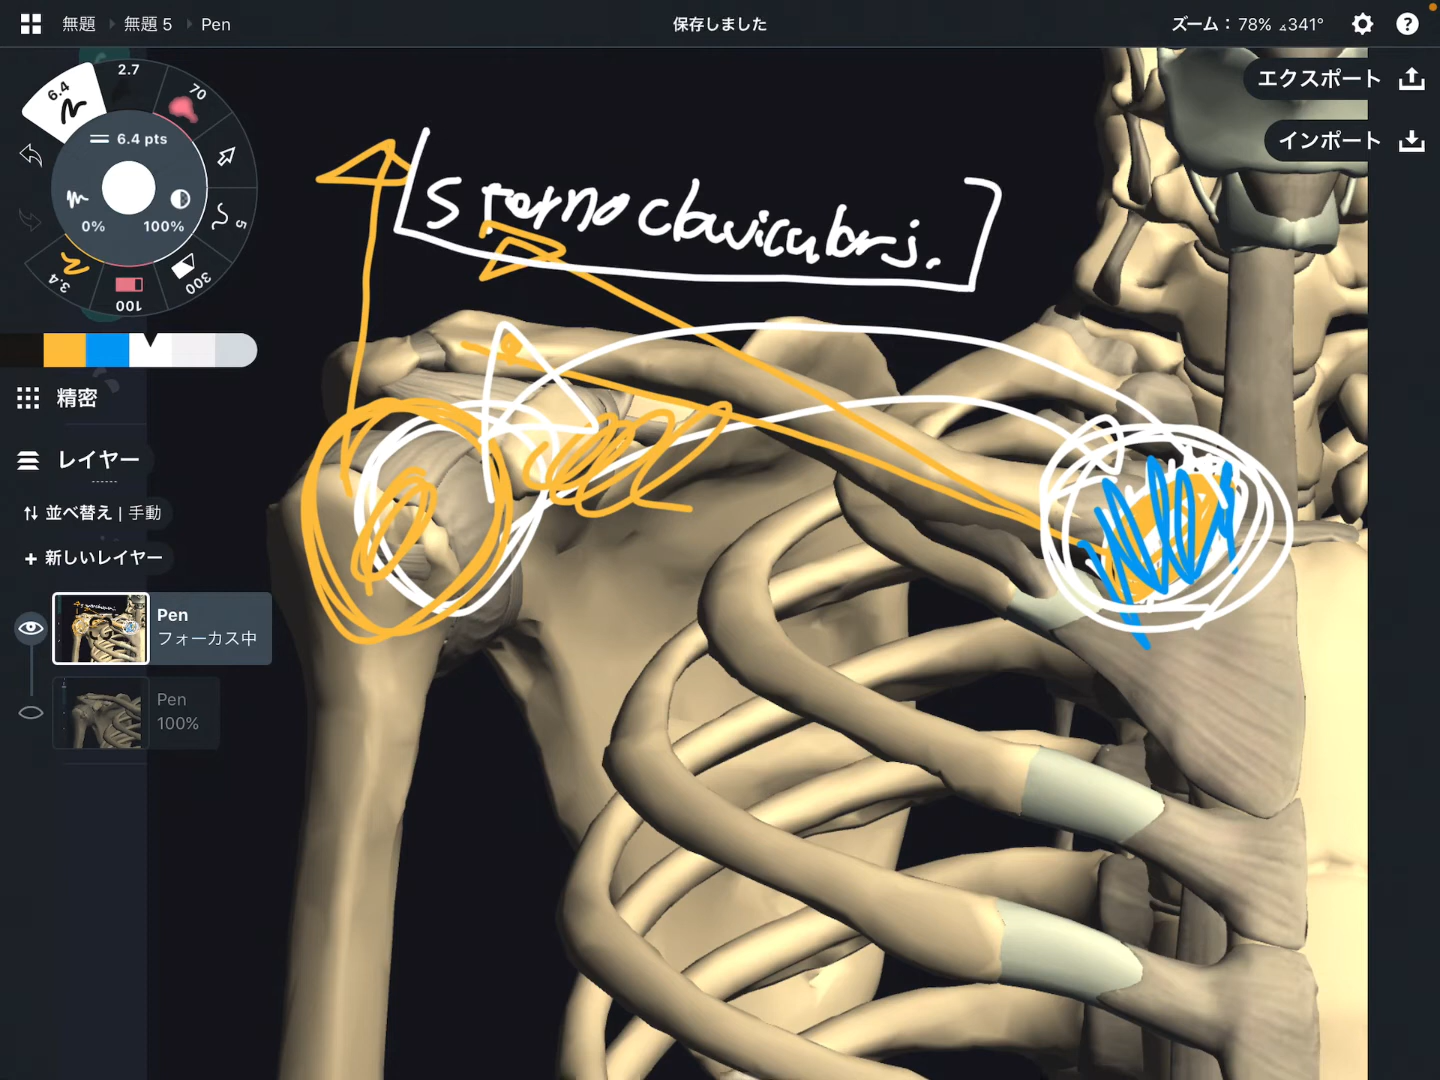 無題 無題 5 Pen
保存しました
ズーム： 78% ⊿341°
エクスポート
インポート
2.7
6.4
70
6.4 pts
0%
100%
5
3.4
100
300
Sternoclavicular j.
精密
レイヤー
並べ替え | 手動
+ 新しいレイヤー
Pen
フォーカス中
Pen
100%